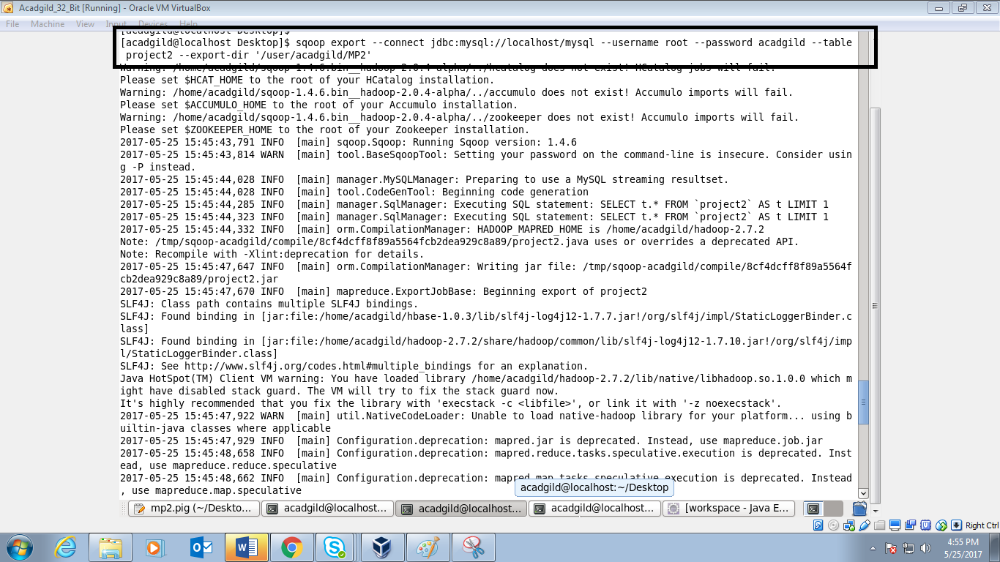 Acadgild_32_Bit [Running] - Oracle VM VirtualBox
File Machine View Input Devices Help
[acadgild@localhost Desktop]$
[acadgild@localhost Desktop]$ sqoop export --connect jdbc:mysql://localhost/mysql --username root --password acadgild --table
project2 --export-dir '/user/acadgild/MP2'
Warning: /home/acadgild/sqoop-1.4.6.bin__hadoop-2.0.4-alpha/../hcatalog does not exist! HCatalog jobs will fail.
Please set $HCAT_HOME to the root of your HCatalog installation.
Warning: /home/acadgild/sqoop-1.4.6.bin__hadoop-2.0.4-alpha/../accumulo does not exist! Accumulo imports will fail.
Please set $ACCUMULO_HOME to the root of your Accumulo installation.
Warning: /home/acadgild/sqoop-1.4.6.bin__hadoop-2.0.4-alpha/../zookeeper does not exist! Accumulo imports will fail.
Please set $ZOOKEEPER_HOME to the root of your Zookeeper installation.
2017-05-25 15:45:43,791 INFO  [main] sqoop.Sqoop: Running Sqoop version: 1.4.6
2017-05-25 15:45:43,814 WARN  [main] tool.BaseSqoopTool: Setting your password on the command-line is insecure. Consider usin
g -P instead.
2017-05-25 15:45:44,028 INFO  [main] manager.MySQLManager: Preparing to use a MySQL streaming resultset.
2017-05-25 15:45:44,028 INFO  [main] tool.CodeGenTool: Beginning code generation
2017-05-25 15:45:44,285 INFO  [main] manager.SqlManager: Executing SQL statement: SELECT t.* FROM `project2` AS t LIMIT 1
2017-05-25 15:45:44,323 INFO  [main] manager.SqlManager: Executing SQL statement: SELECT t.* FROM `project2` AS t LIMIT 1
2017-05-25 15:45:44,332 INFO  [main] orm.CompilationManager: HADOOP_MAPRED_HOME is /home/acadgild/hadoop-2.7.2
Note: /tmp/sqoop-acadgild/compile/8cf4dcff8f89a5564fcb2dea929c8a89/project2.java uses or overrides a deprecated API.
Note: Recompile with -Xlint:deprecation for details.
2017-05-25 15:45:47,647 INFO  [main] orm.CompilationManager: Writing jar file: /tmp/sqoop-acadgild/compile/8cf4dcff8f89a5564f
cb2dea929c8a89/project2.jar
2017-05-25 15:45:47,670 INFO  [main] mapreduce.ExportJobBase: Beginning export of project2
SLF4J: Class path contains multiple SLF4J bindings.
SLF4J: Found binding in [jar:file:/home/acadgild/hbase-1.0.3/lib/slf4j-log4j12-1.7.7.jar!/org/slf4j/impl/StaticLoggerBinder.c
lass]
SLF4J: Found binding in [jar:file:/home/acadgild/hadoop-2.7.2/share/hadoop/common/lib/slf4j-log4j12-1.7.10.jar!/org/slf4j/imp
l/StaticLoggerBinder.class]
SLF4J: See http://www.slf4j.org/codes.html#multiple_bindings for an explanation.
Java HotSpot(TM) Client VM warning: You have loaded library /home/acadgild/hadoop-2.7.2/lib/native/libhadoop.so.1.0.0 which m
ight have disabled stack guard. The VM will try to fix the stack guard now.
It's highly recommended that you fix the library with 'execstack -c <libfile>', or link it with '-z noexecstack'.
2017-05-25 15:45:47,922 WARN  [main] util.NativeCodeLoader: Unable to load native-hadoop library for your platform... using b
uiltin-java classes where applicable
2017-05-25 15:45:47,929 INFO  [main] Configuration.deprecation: mapred.jar is deprecated. Instead, use mapreduce.job.jar
2017-05-25 15:45:48,658 INFO  [main] Configuration.deprecation: mapred.reduce.tasks.speculative.execution is deprecated. Inst
ead, use mapreduce.reduce.speculative
2017-05-25 15:45:48,662 INFO  [main] Configuration.deprecation: mapred.map.tasks.speculative.execution is deprecated. Instead
, use mapreduce.map.speculative
acadgild@localhost:~/Desktop
mp2.pig (~/Deskto...
acadgild@localhost...
acadgild@localhost...
acadgild@localhost...
[workspace - Java E...
Right Ctrl
4:55 PM
5/25/2017